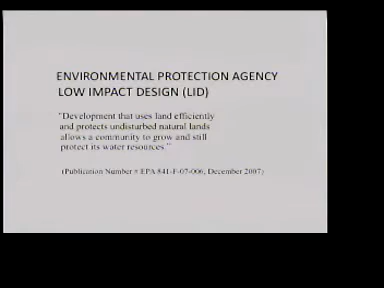 ENVIRONMENTAL PROTECTION AGENCY
LOW IMPACT DESIGN (LID)
"Development that uses land efficiently
and protects undisturbed natural lands
allows a community to grow and still
protect its water resources."
(Publication Number # EPA 841-F-07-006, December 2007)